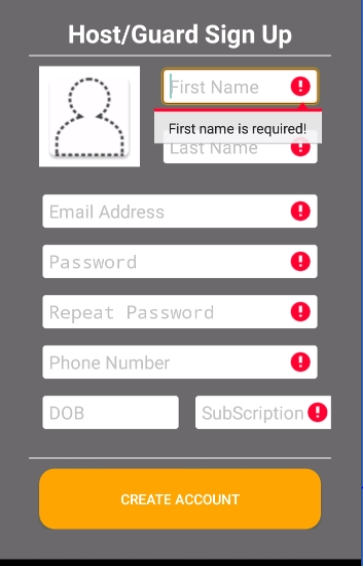 Host/Guard Sign Up
First Name
First name is required!
Last Name
Email Address
Password
Repeat Password
Phone Number
DOB
SubScription
CREATE ACCOUNT